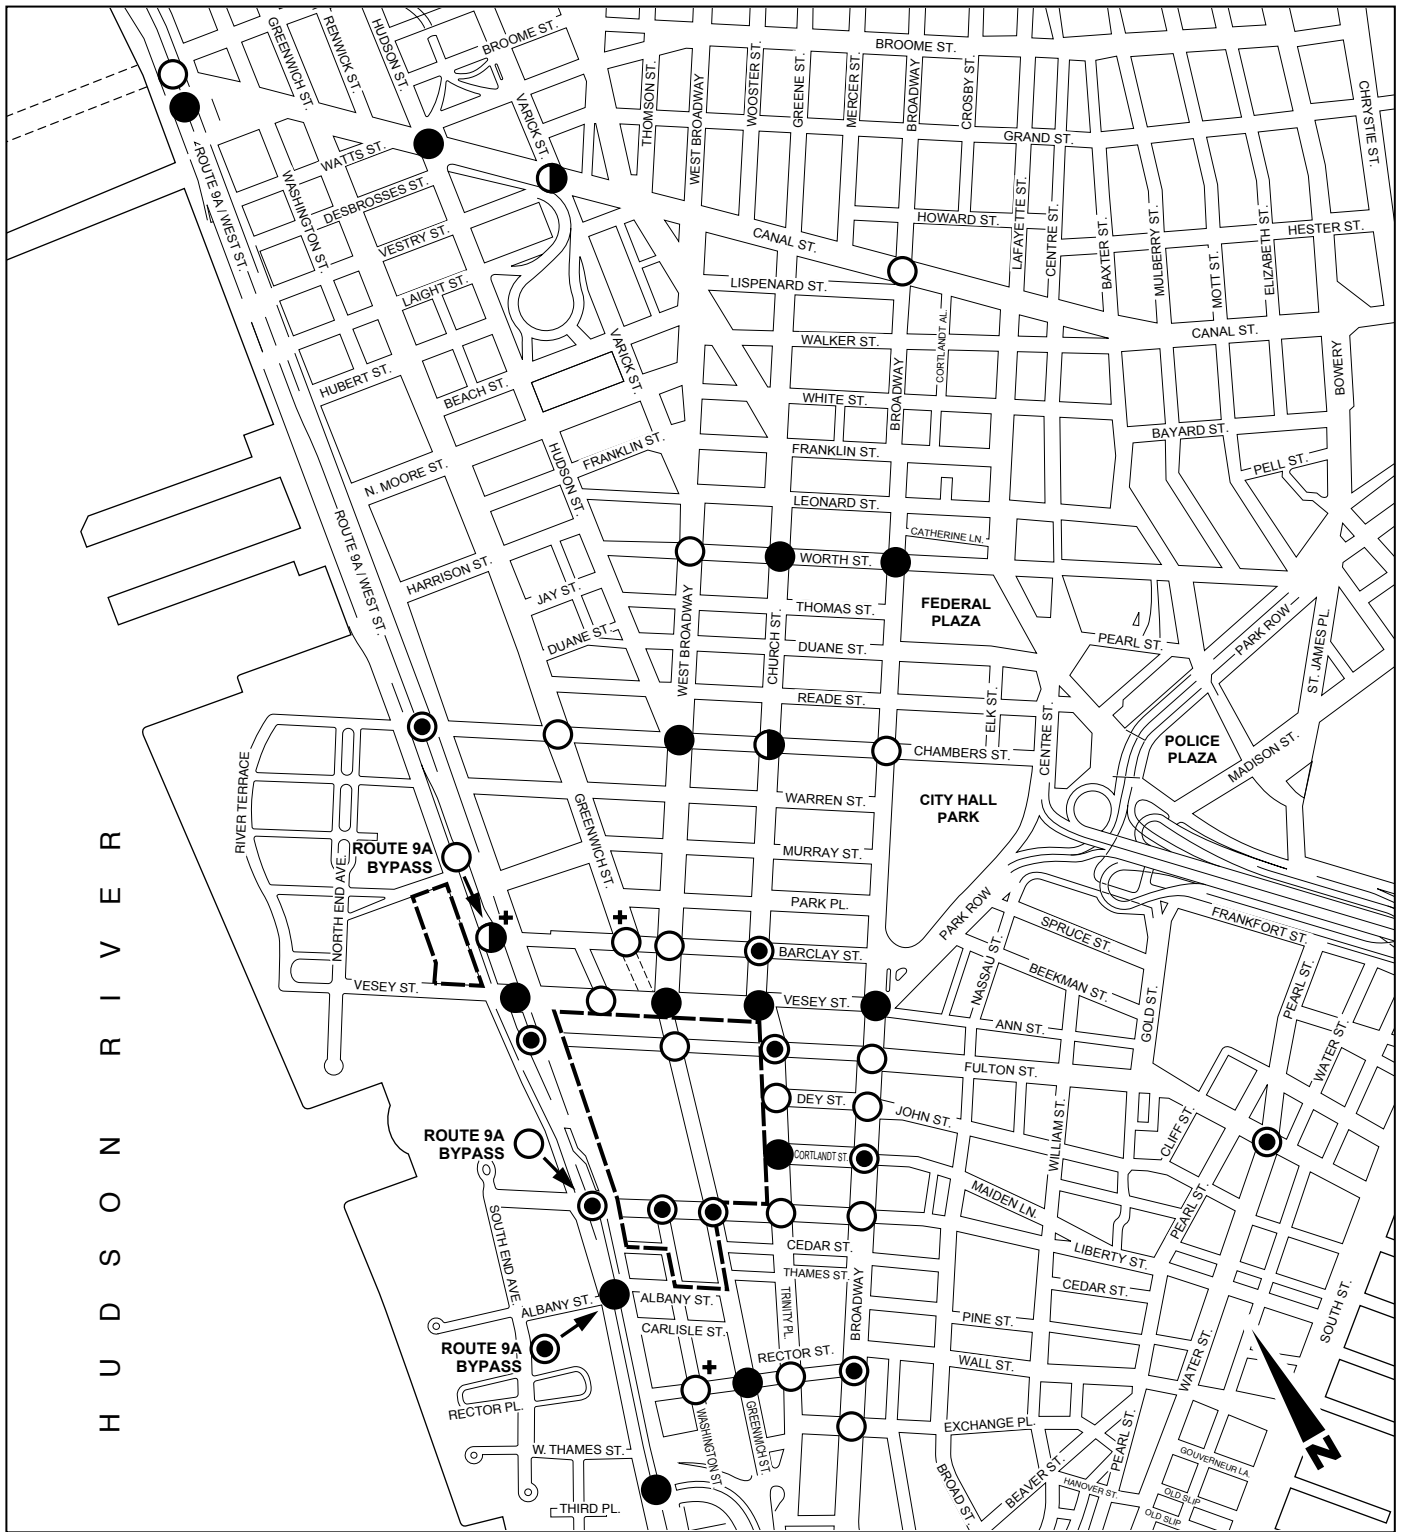 GREENWICH ST.
RENWICK ST.
HUDSON ST.
BROOME ST.
BROOME ST.
VARICK ST.
THOMSON ST.
WEST BROADWAY
WOOSTER ST.
GREENE ST.
MERCER ST.
BROADWAY
CROSBY ST.
GRAND ST.
CHRYSTIE ST.
WATTS ST.
ROUTE 9A / WEST ST.
WASHINGTON ST.
DESBROSSES ST.
VESTRY ST.
LAIGHT ST.
CANAL ST.
HOWARD ST.
LAFAYETTE ST.
CENTRE ST.
BAXTER ST.
MULBERRY ST.
MOTT ST.
ELIZABETH ST.
HESTER ST.
LISPENARD ST.
CANAL ST.
WALKER ST.
CORTLANDT AL.
BOWERY
HUBERT ST.
BEACH ST.
VARICK ST.
WHITE ST.
BROADWAY
BAYARD ST.
N. MOORE ST.
HUDSON ST.
FRANKLIN ST.
FRANKLIN ST.
PELL ST.
LEONARD ST.
ROUTE 9A / WEST ST.
CATHERINE LN.
WORTH ST.
HARRISON ST.
JAY ST.
THOMAS ST.
FEDERAL
PLAZA
PARK ROW
ST. JAMES PL.
DUANE ST.
WEST BROADWAY
CHURCH ST.
DUANE ST.
PEARL ST.
READE ST.
ELK ST.
CENTRE ST.
CHAMBERS ST.
POLICE
PLAZA
MADISON ST.
RIVER TERRACE
GREENWICH ST.
WARREN ST.
CITY HALL
PARK
HUDSON RIVER
ROUTE 9A
BYPASS
MURRAY ST.
NORTH END AVE.
PARK PL.
PARK ROW
SPRUCE ST.
FRANKFORT ST.
BARCLAY ST.
NASSAU ST.
BEEKMAN ST.
PEARL ST.
VESEY ST.
VESEY ST.
GOLD ST.
ANN ST.
WATER ST.
FULTON ST.
DEY ST.
JOHN ST.
WILLIAM ST.
CLIFF ST.
ROUTE 9A
BYPASS
CORTLANDT ST.
MAIDEN LN.
PEARL ST.
SOUTH END AVE.
CEDAR ST.
LIBERTY ST.
THAMES ST.
CEDAR ST.
ALBANY ST.
ALBANY ST.
TRINITY PL.
BROADWAY
PINE ST.
SOUTH ST.
CARLISLE ST.
ROUTE 9A
BYPASS
RECTOR ST.
WALL ST.
WATER ST.
RECTOR PL.
WASHINGTON ST
GREENWICH ST.
EXCHANGE PL.
PEARL ST.
N
W. THAMES ST.
BROAD ST.
BEAVER ST.
GOUVERNEUR LA.
HANOVER ST.
OLD SLIP
OLD SLIP
THIRD PL.